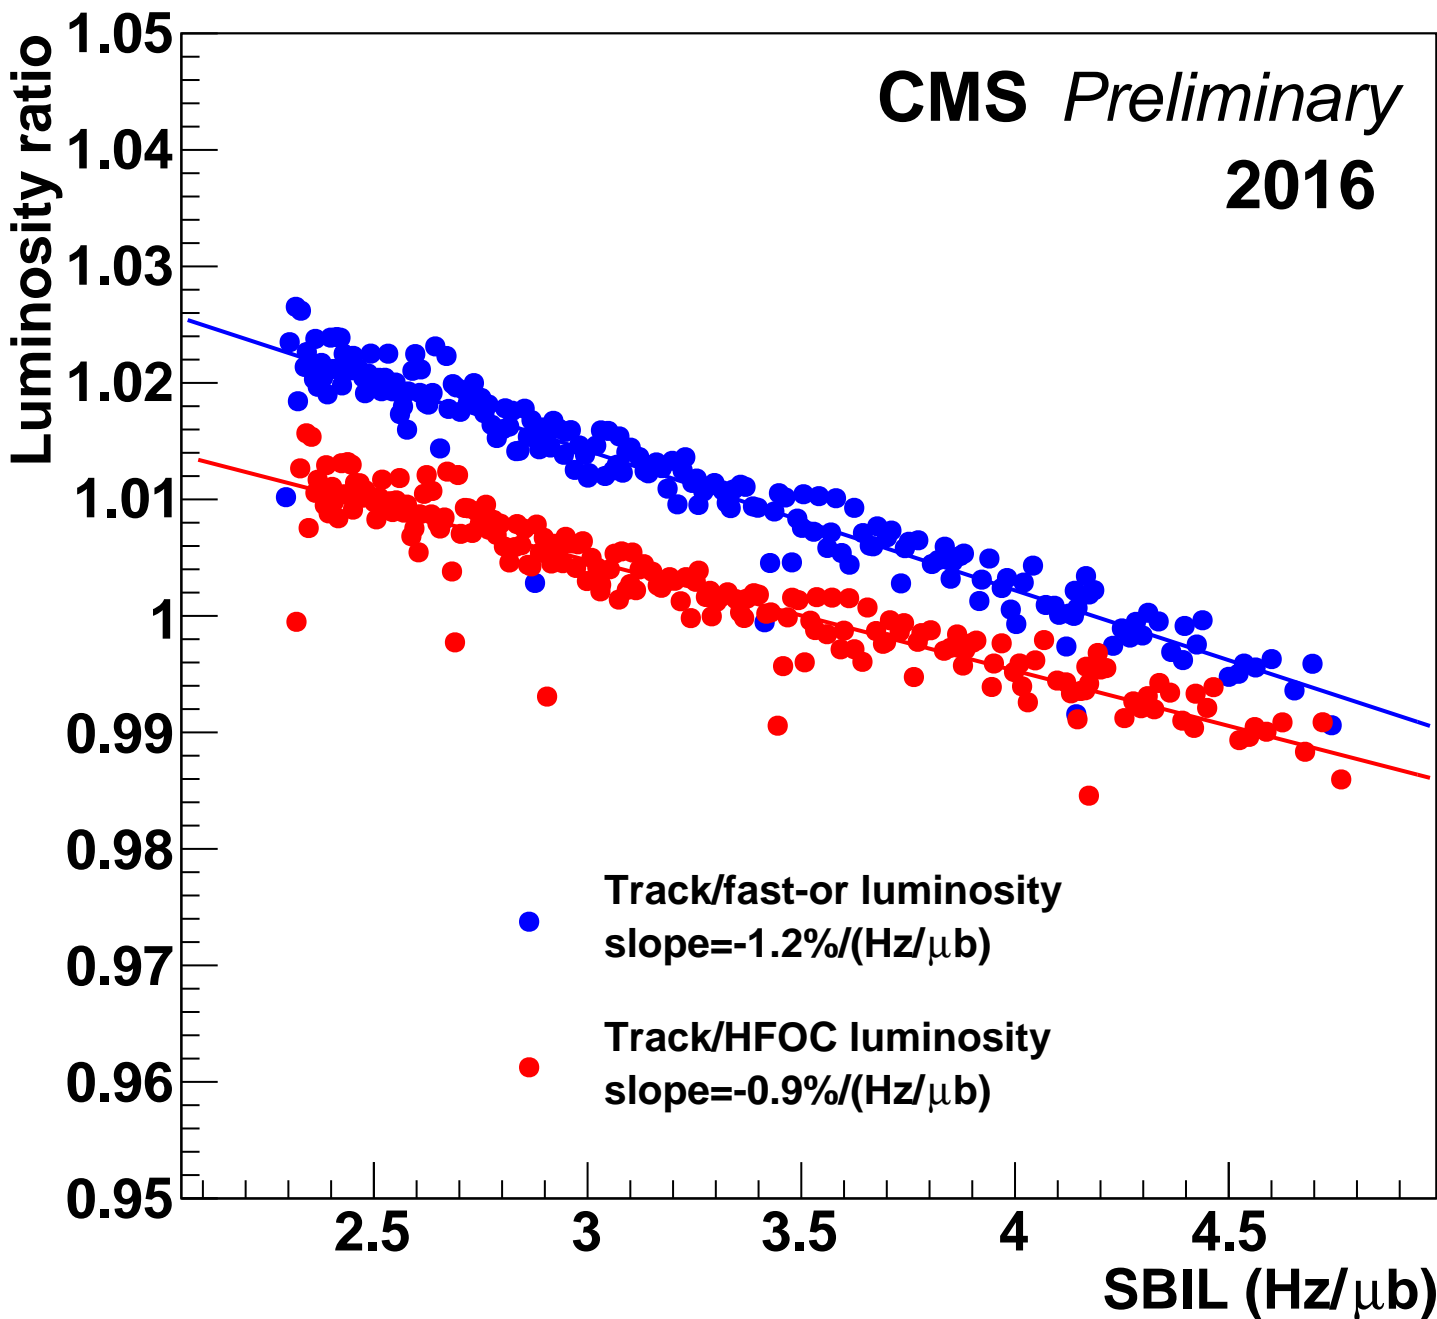 Luminosity ratio
1.05
1.04
1.03
1.02
1.01
1
0.99
0.98
0.97
0.96
0.95
CMS Preliminary
2016
Track/fast-or luminosity
slope=-1.2%/(Hz/μb)
Track/HFOC luminosity
slope=-0.9%/(Hz/μb)
2.5 3 3.5 4 4.5
SBIL (Hz/μb)